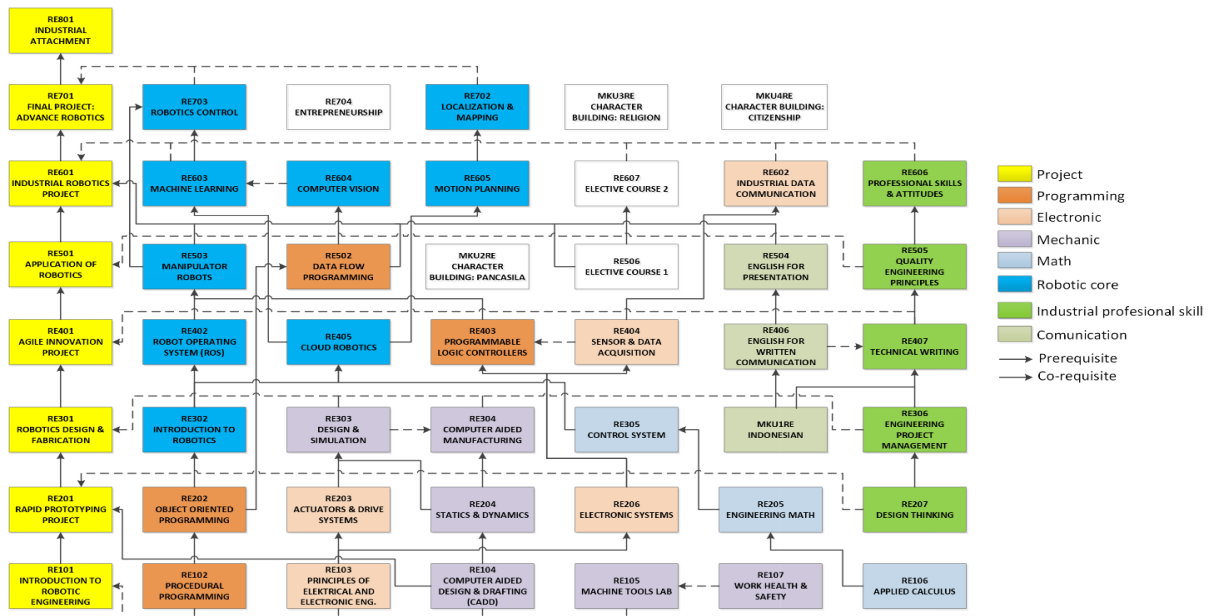 RE801
INDUSTRIAL
ATTACHMENT
RE701
FINAL PROJECT:
ADVANCE ROBOTICS
RE703
ROBOTICS CONTROL
RE704
ENTREPRENEURSHIP
RE702
LOCALIZATION &
MAPPING
MKU3RE
CHARACTER
BUILDING: RELIGION
MKU4RE
CHARACTER BUILDING:
CITIZENSHIP
RE601
INDUSTRIAL ROBOTICS
PROJECT
RE603
MACHINE LEARNING
RE604
COMPUTER VISION
RE605
MOTION PLANNING
RE607
ELECTIVE COURSE 2
RE602
INDUSTRIAL DATA
COMMUNICATION
RE606
PROFESSIONAL SKILLS
& ATTITUDES
RE501
APPLICATION OF
ROBOTICS
RE503
MANIPULATOR
ROBOTS
RE502
DATA FLOW
PROGRAMMING
MKU2RE
CHARACTER
BUILDING: PANCASILA
RE506
ELECTIVE COURSE 1
RE504
ENGLISH FOR
PRESENTATION
RE505
QUALITY
ENGINEERING
PRINCIPLES
RE401
AGILE INNOVATION
PROJECT
RE402
ROBOT OPERATING
SYSTEM (ROS)
RE405
CLOUD ROBOTICS
RE403
PROGRAMMABLE
LOGIC CONTROLLERS
RE404
SENSOR & DATA
ACQUISITION
RE406
ENGLISH FOR
WRITTEN
COMMUNICATION
RE407
TECHNICAL WRITING
RE301
ROBOTICS DESIGN &
FABRICATION
RE302
INTRODUCTION TO
ROBOTICS
RE303
DESIGN &
SIMULATION
RE304
COMPUTER AIDED
MANUFACTURING
RE305
CONTROL SYSTEM
MKU1RE
INDONESIAN
RE306
ENGINEERING
PROJECT
MANAGEMENT
RE201
RAPID PROTOTYPING
PROJECT
RE202
OBJECT ORIENTED
PROGRAMMING
RE203
ACTUATORS & DRIVE
SYSTEMS
RE204
STATICS & DYNAMICS
RE206
ELECTRONIC SYSTEMS
RE205
ENGINEERING MATH
RE207
DESIGN THINKING
RE101
INTRODUCTION TO
ROBOTIC
ENGINEERING
RE102
PROCEDURAL
PROGRAMMING
RE103
PRINCIPLES OF
ELEKTRICAL AND
ELECTRONIC ENG.
RE104
COMPUTER AIDED
DESIGN & DRAFTING
(CADD)
RE105
MACHINE TOOLS LAB
RE107
WORK HEALTH &
SAFETY
RE106
APPLIED CALCULUS
Project
Programming
Electronic
Mechanic
Math
Robotic core
Industrial profesional skill
Comunication
Prerequisite
Co-requisite